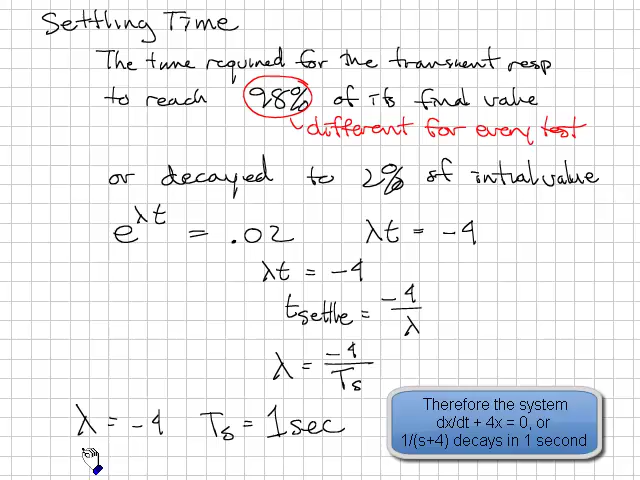 Settling Time
The time required for the transient resp
to reach 98% of its final value
different for every test
or decayed to 2% of initial value
e^λt = .02 λt = -4
λt = -4
t settle = -4/λ
λ = -4/Ts
λ = -4 Ts = 1 sec
Therefore the system
dx/dt + 4x = 0, or
1/(s+4) decays in 1 second